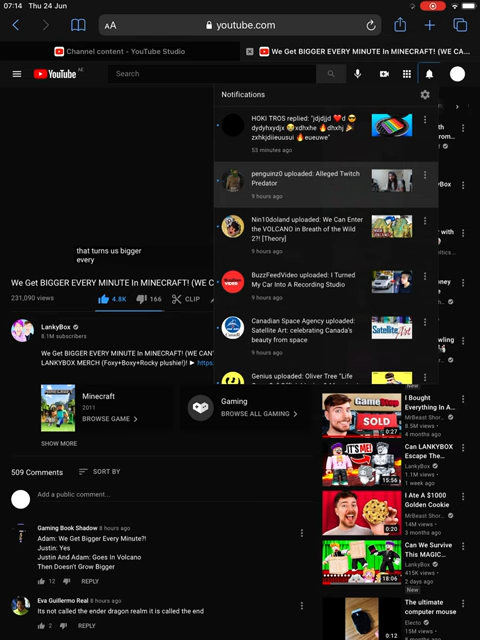 07:14 Thu 24 Jun
AA
youtube.com
Channel content - YouTube Studio
We Get BIGGER EVERY MINUTE In MINECRAFT! (WE CA...
YouTube AE
Search
Notifications
HOKI TROS replied: "jdjdjd ❤️d 😎
dydyhxydjx 😭xdhxhe 🔥dhxhj 🎉
zxhkjdiieuusui 🔥eueuwe"
53 minutes ago
penguinz0 uploaded: Alleged Twitch
Predator
9 hours ago
Nin10doland uploaded: We Can Enter
the VOLCANO in Breath of the Wild
2?! [Theory]
9 hours ago
BuzzFeedVideo uploaded: I Turned
My Car Into A Recording Studio
9 hours ago
Canadian Space Agency uploaded:
Satellite Art: celebrating Canada's
beauty from space
9 hours ago
Satellite Art
Genius uploaded: Oliver Tree "Life
that turns us bigger
every
We Get BIGGER EVERY MINUTE In MINECRAFT! (WE C
231,090 views
4.8K
166
CLIP
LankyBox
8.1M subscribers
We Get BIGGER EVERY MINUTE In MINECRAFT! (WE CAN'T
LANKYBOX MERCH (Foxy+Boxy+Rocky plushie!)! ► https:
Minecraft
2011
BROWSE GAME >
Gaming
BROWSE ALL GAMING >
SHOW MORE
509 Comments
SORT BY
Add a public comment...
Gaming Book Shadow 8 hours ago
Adam: We Get Bigger Every Minute?!
Justin: Yes
Justin And Adam: Goes In Volcano
Then Doesn't Grow Bigger
12
REPLY
Eva Guillermo Real 8 hours ago
Its not called the ender dragon realm it is called the end
2
REPLY
New
GameStop
SOLD
0:27
I Bought
Everything In A...
MrBeast Shor...
8.5M views •
4 months ago
IT'S ME!
15:56
Can LANKYBOX
Escape The...
LankyBox
1.1M views •
1 week ago
0:20
I Ate A $1000
Golden Cookie
MrBeast Shor...
14M views •
3 months ago
18:06
Can We Survive
This MAGIC...
LankyBox
415K views •
2 days ago
New
The ultimate
computer mouse
Electo
15M views •